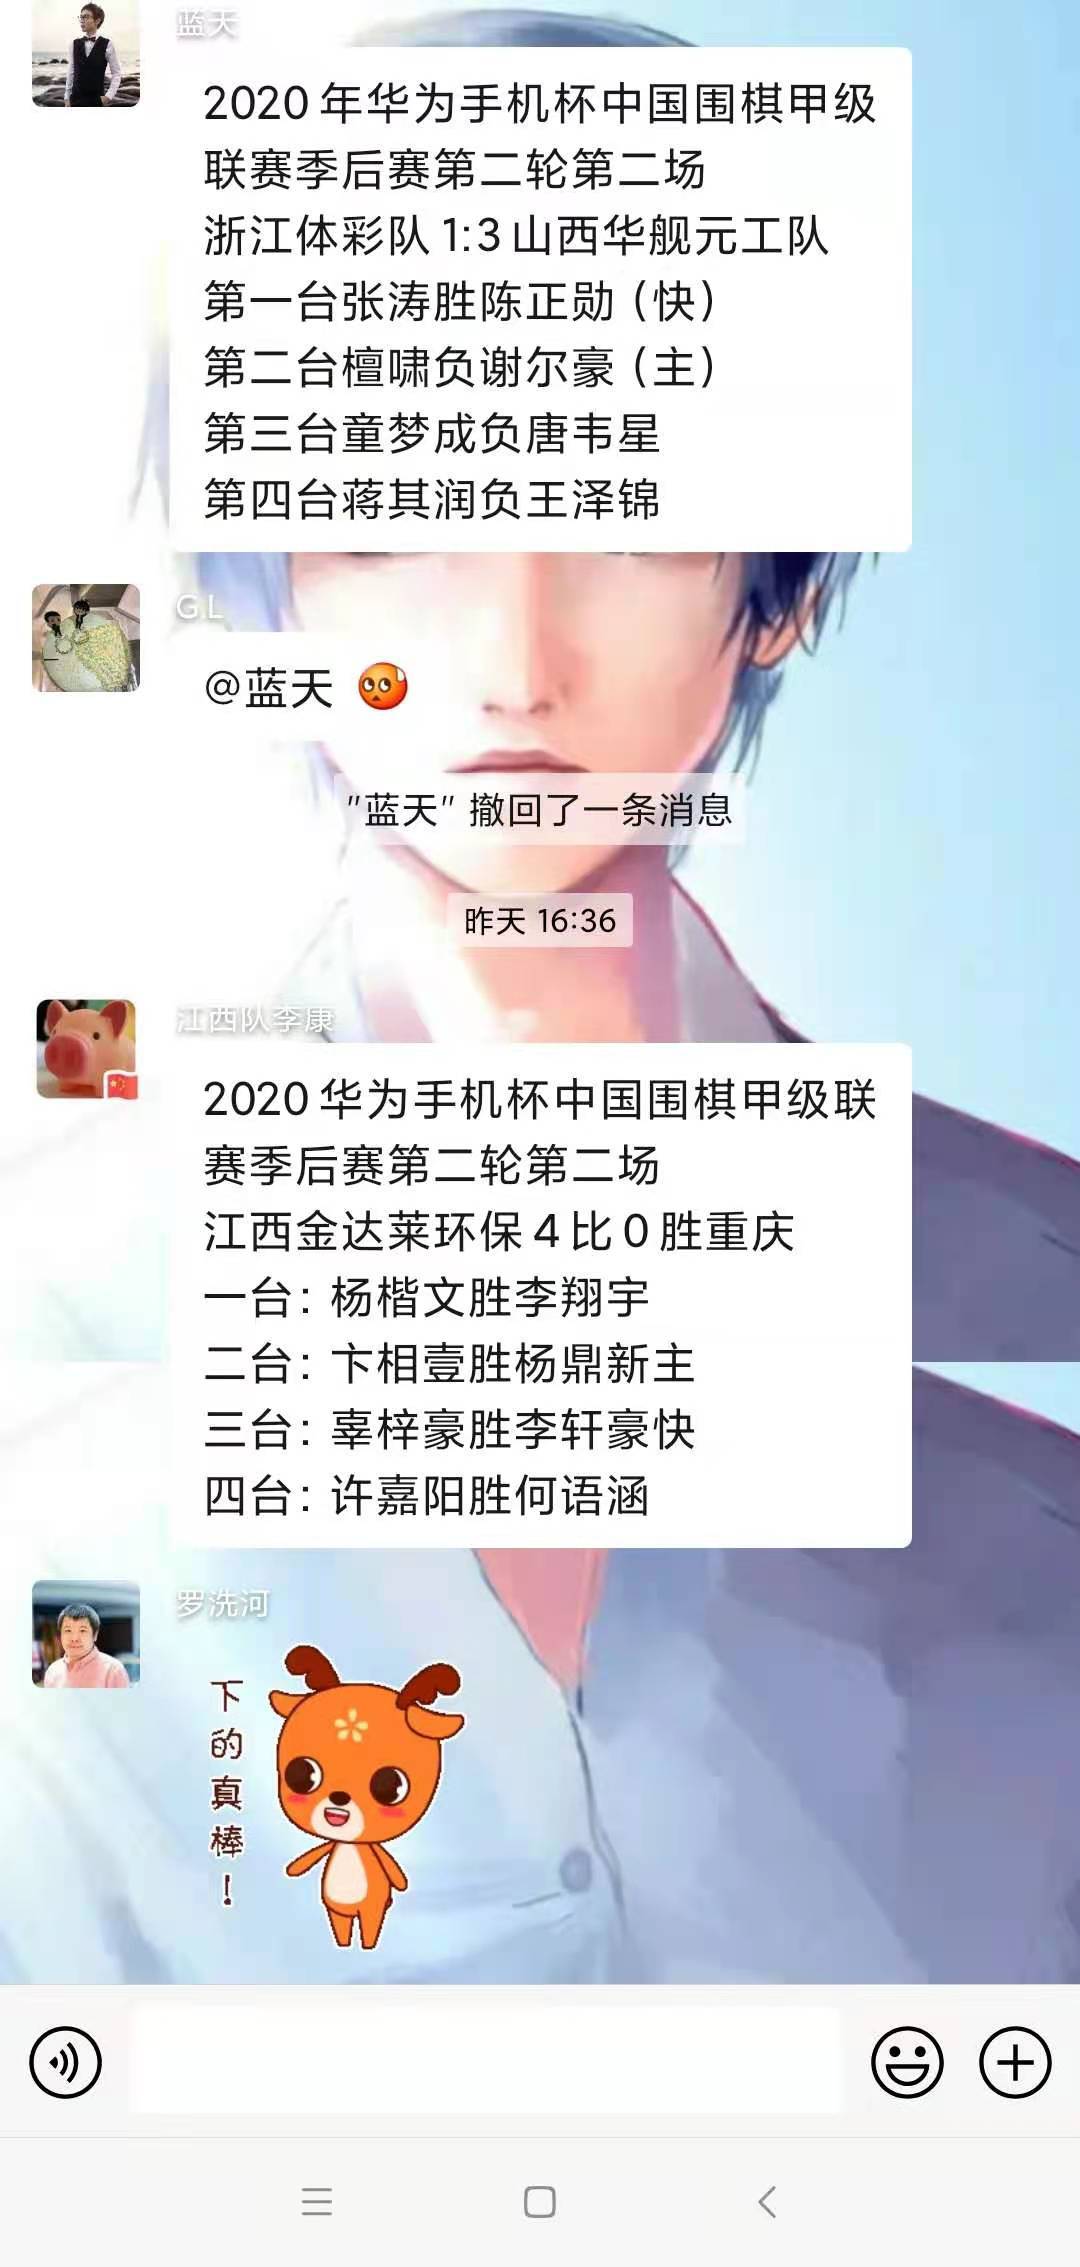 蓝天
2020年华为手机杯中国围棋甲级
联赛季后赛第二轮第二场
浙江体彩队1:3山西华舰元工队
第一台张涛胜陈正勋（快）
第二台檀啸负谢尔豪（主）
第三台童梦成负唐韦星
第四台蒋其润负王泽锦
G.L
@蓝天
"蓝天" 撤回了一条消息
昨天 16:36
江西队李康
2020华为手机杯中国围棋甲级联
赛季后赛第二轮第二场
江西金达莱环保4比0胜重庆
一台：杨楷文胜李翔宇
二台：卞相壹胜杨鼎新主
三台：辜梓豪胜李轩豪快
四台：许嘉阳胜何语涵
罗洗河
下的真棒！